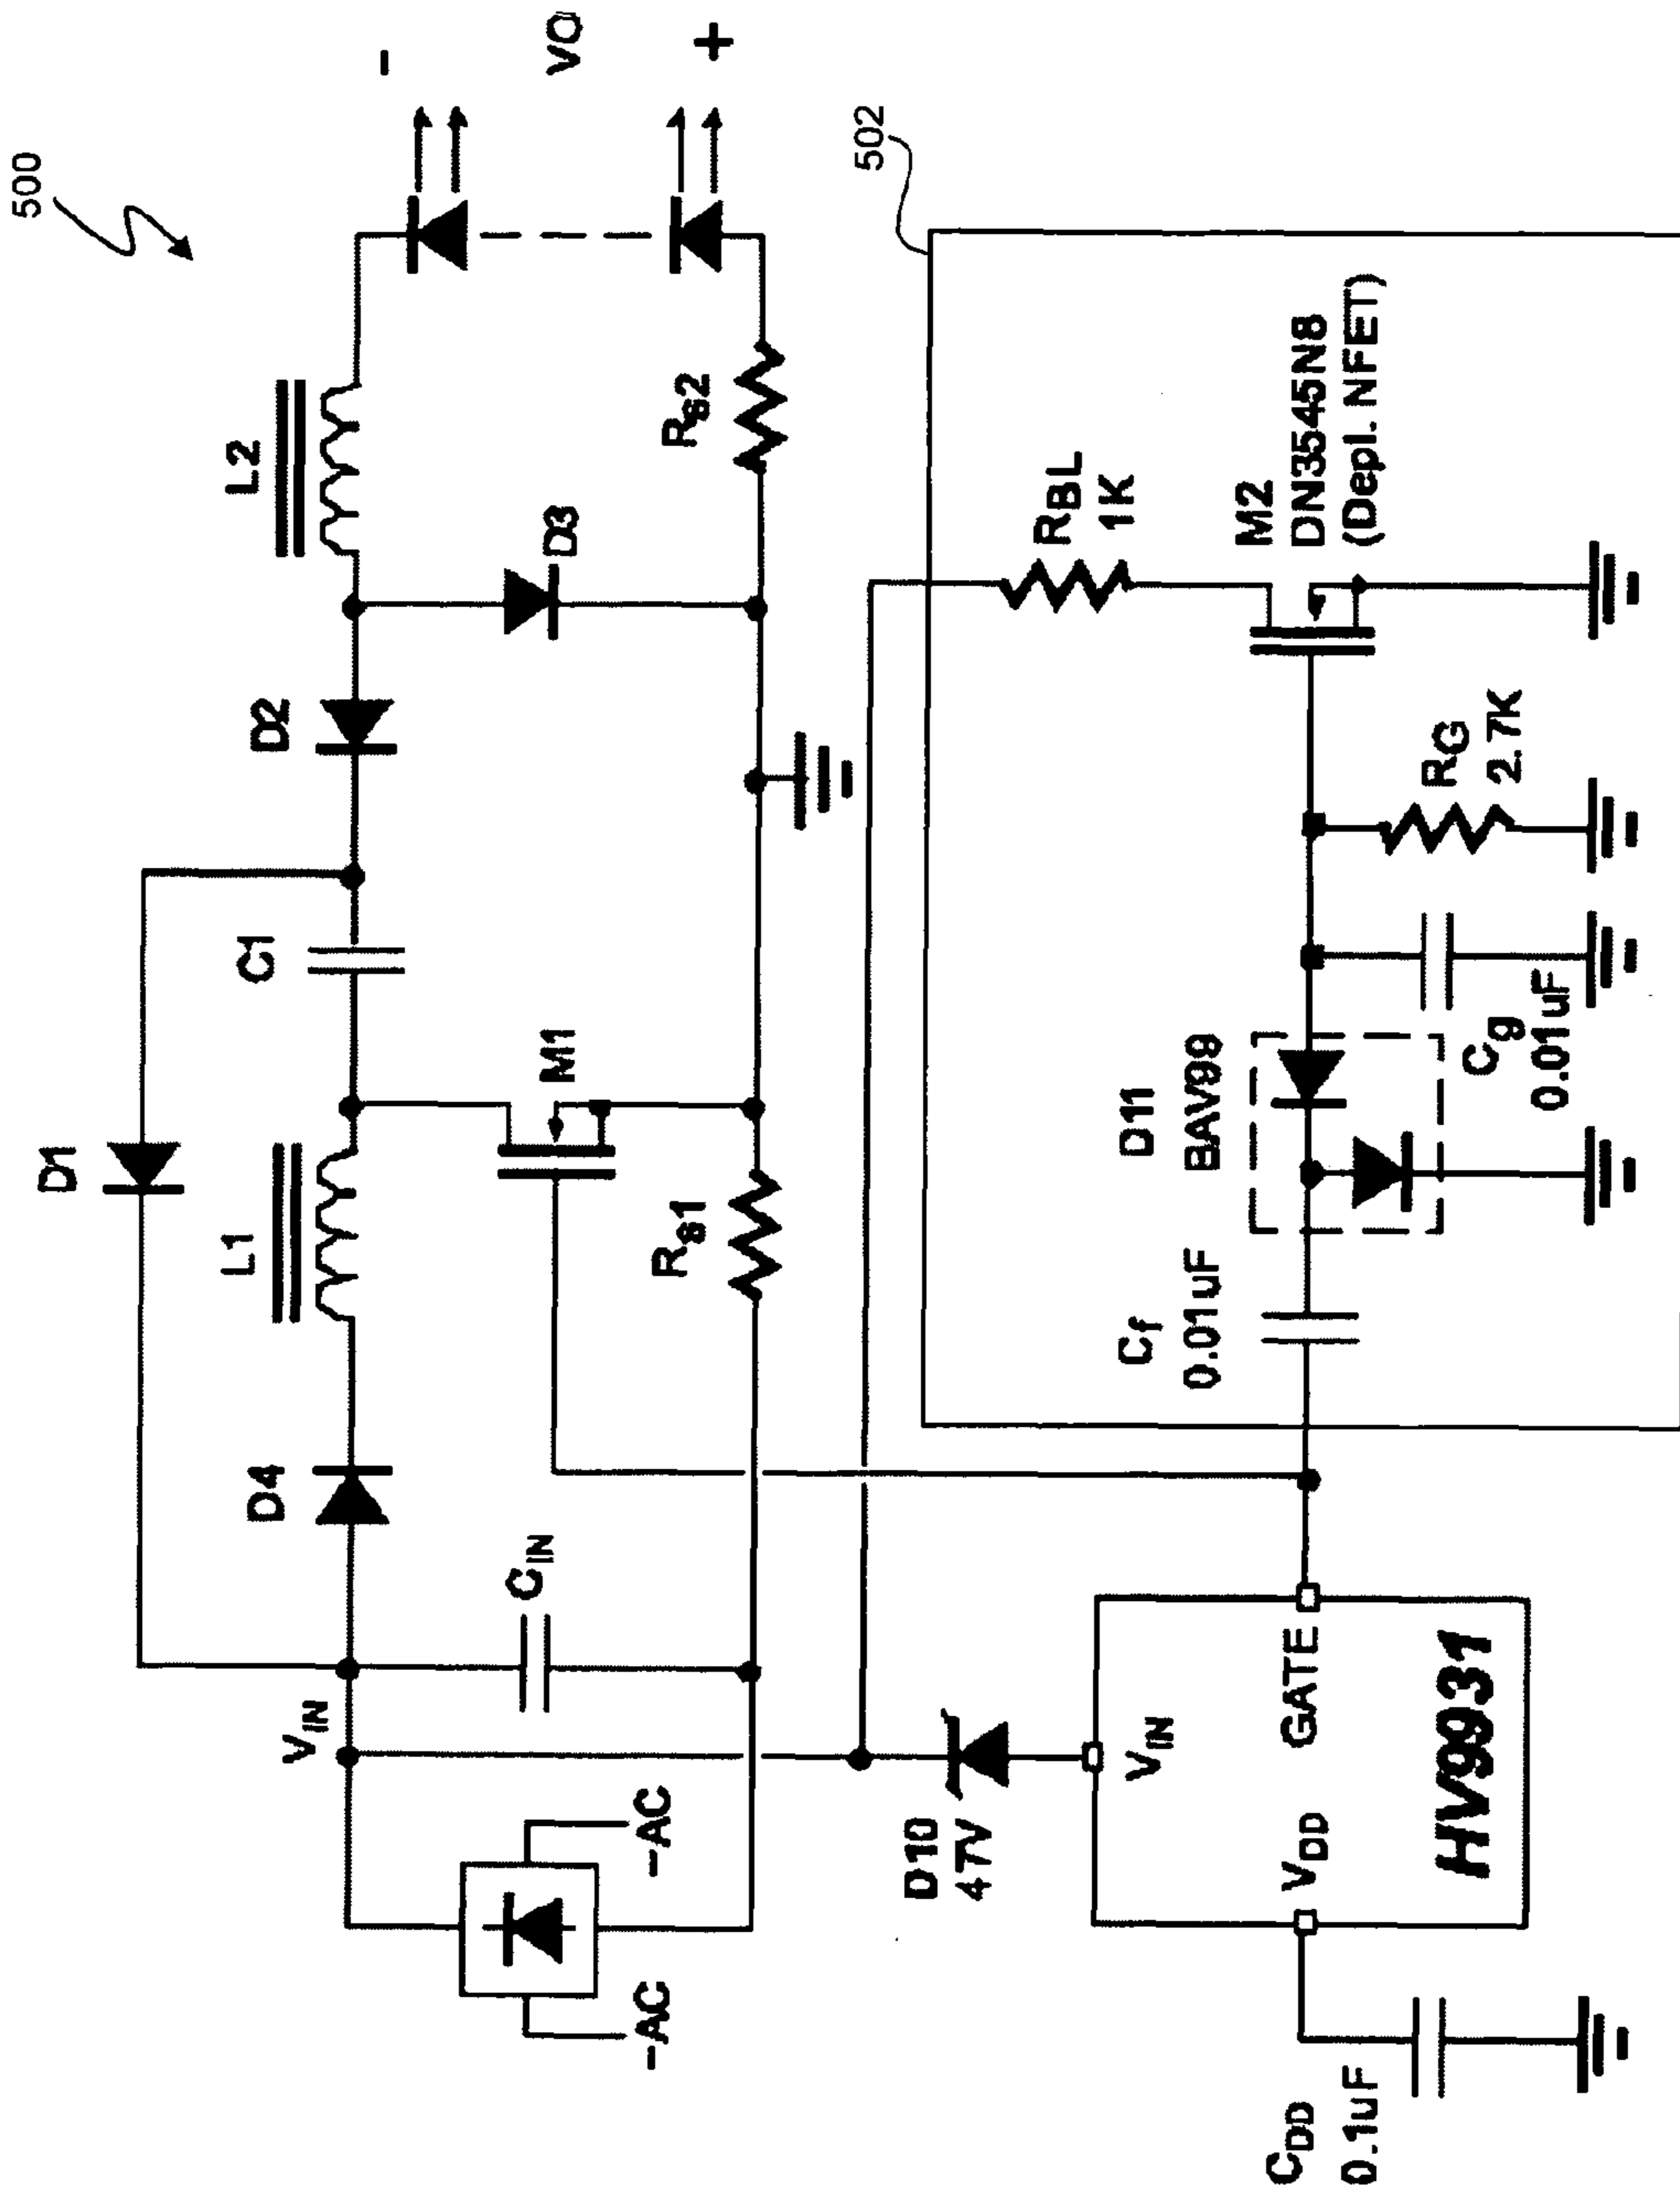 500
D1
L1
C1
D2
L2
D4
VIN
CIN
M1
D3
-
VO
+
Rs1
Rs2
-AC
-AC
502
D10
47V
VIN
VDD
GATE
HV9931
CDD
0.1uF
Cf
0.01uF
D11
BAV99
Cg
0.01uF
RG
2.7K
RBL
1K
M2
DN3545N8
(Depl. NFET)